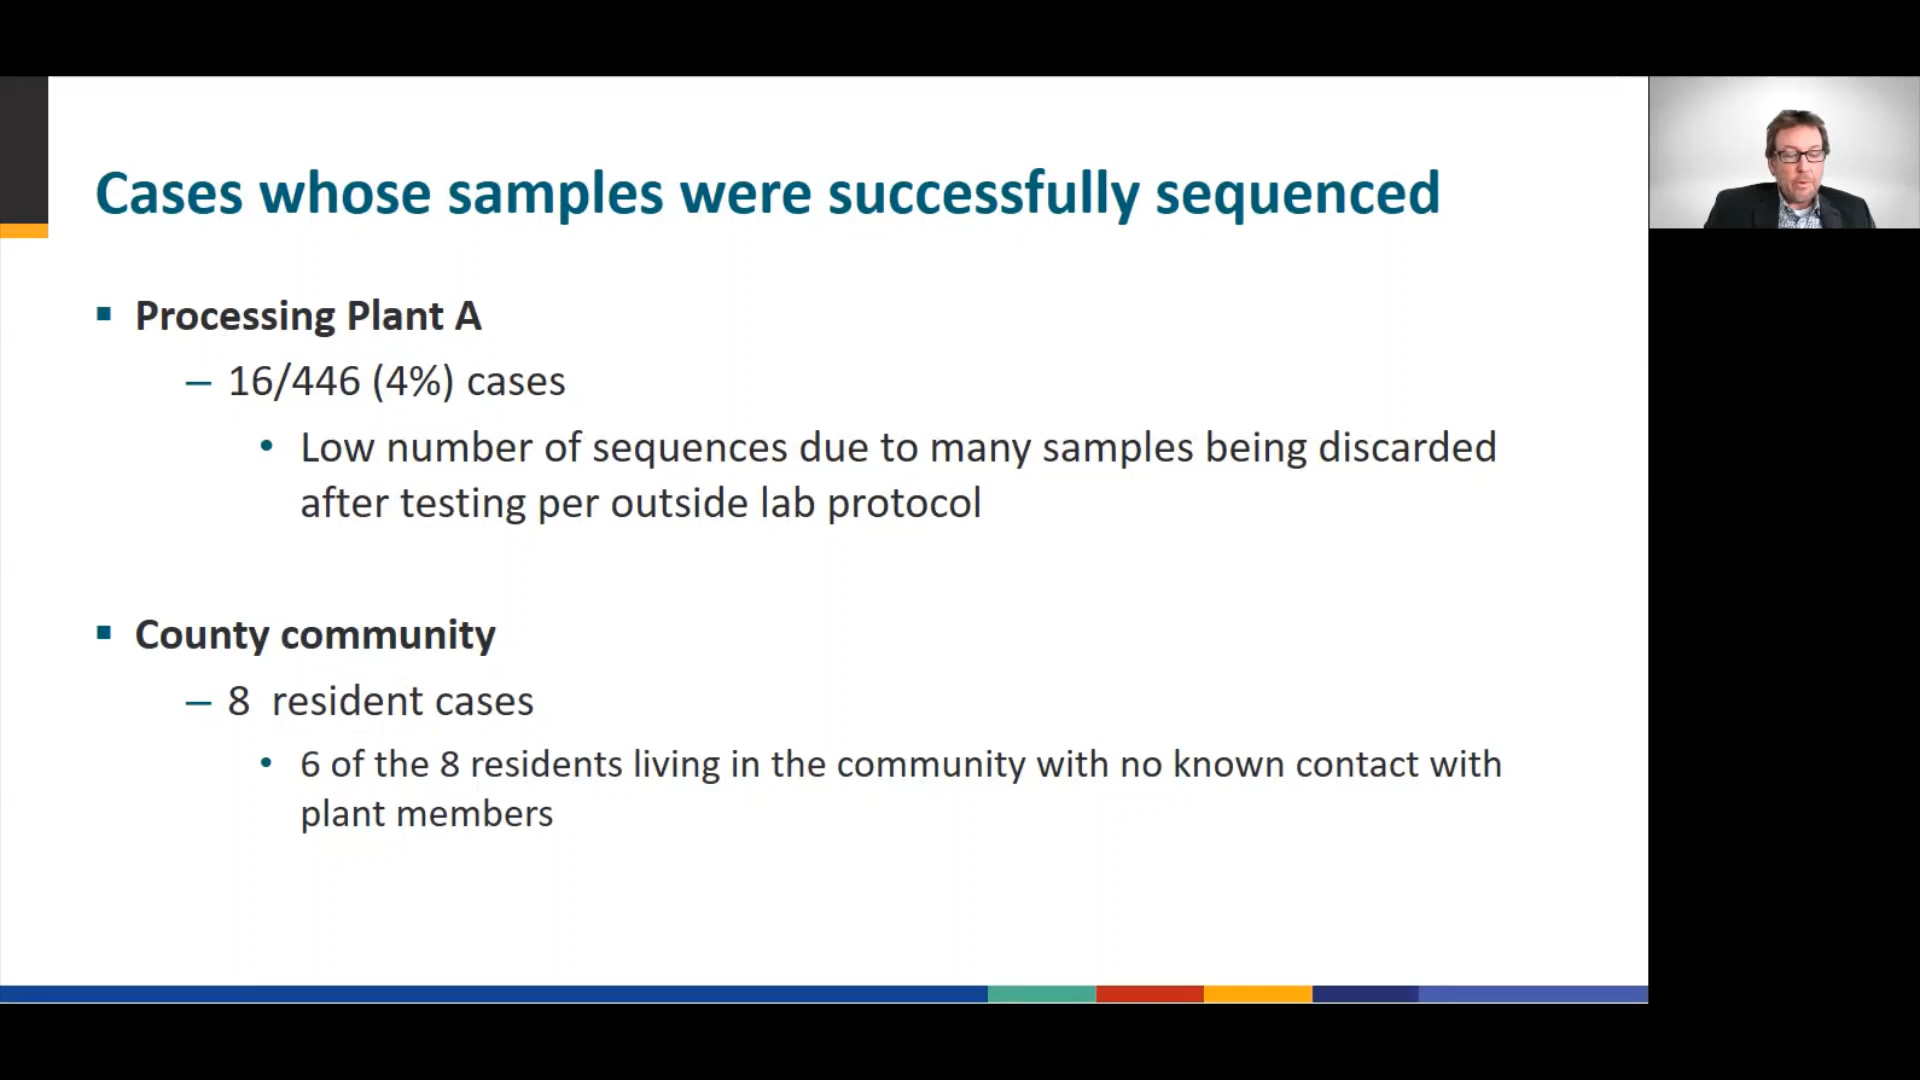 Cases whose samples were successfully sequenced
▪ Processing Plant A
– 16/446 (4%) cases
• Low number of sequences due to many samples being discarded
after testing per outside lab protocol
▪ County community
– 8 resident cases
• 6 of the 8 residents living in the community with no known contact with
plant members